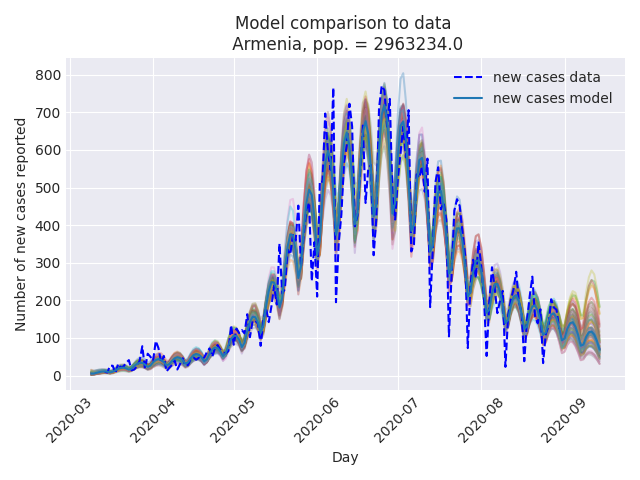 Model comparison to data
Armenia, pop. = 2963234.0
new cases data
new cases model
Number of new cases reported
800
700
600
500
400
300
200
100
0
2020-03
2020-04
2020-05
2020-06
2020-07
2020-08
2020-09
Day